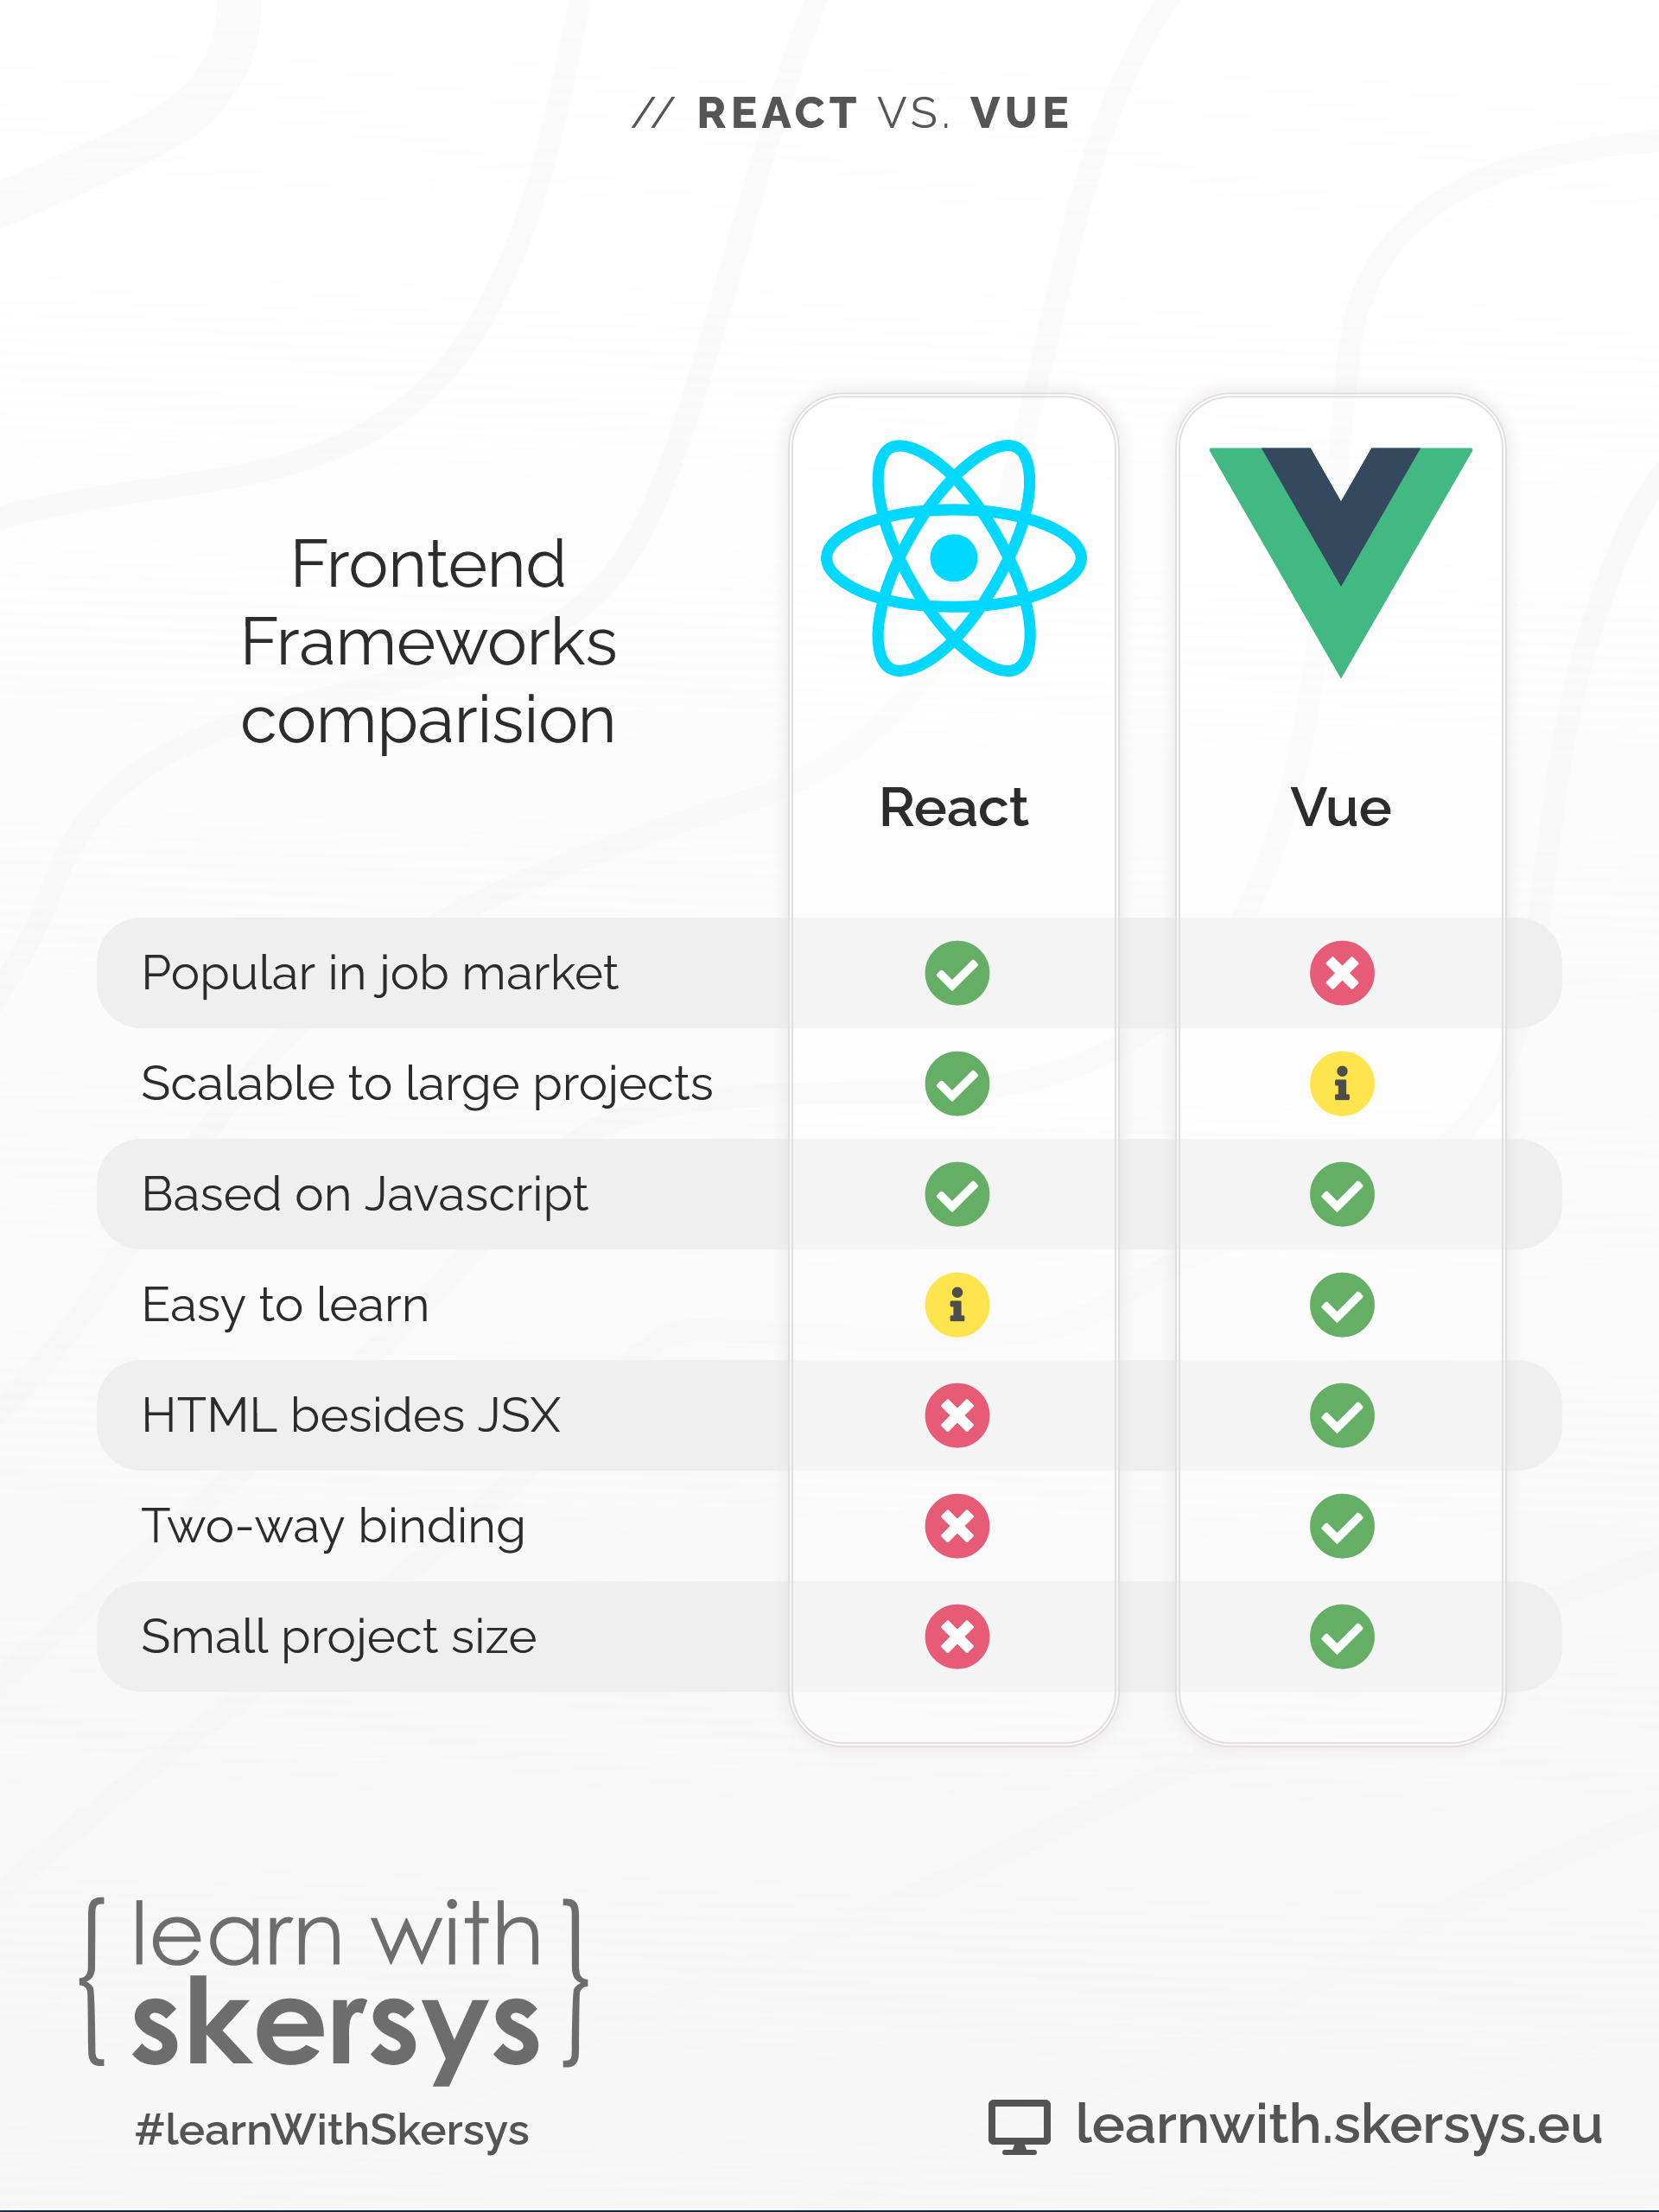 // REACT VS. VUE
Frontend
Frameworks
comparision
React
Vue
Popular in job market
Scalable to large projects
Based on Javascript
Easy to learn
HTML besides JSX
Two-way binding
Small project size
{ learn with
skersys }
#learnWithSkersys
learnwith.skersys.eu